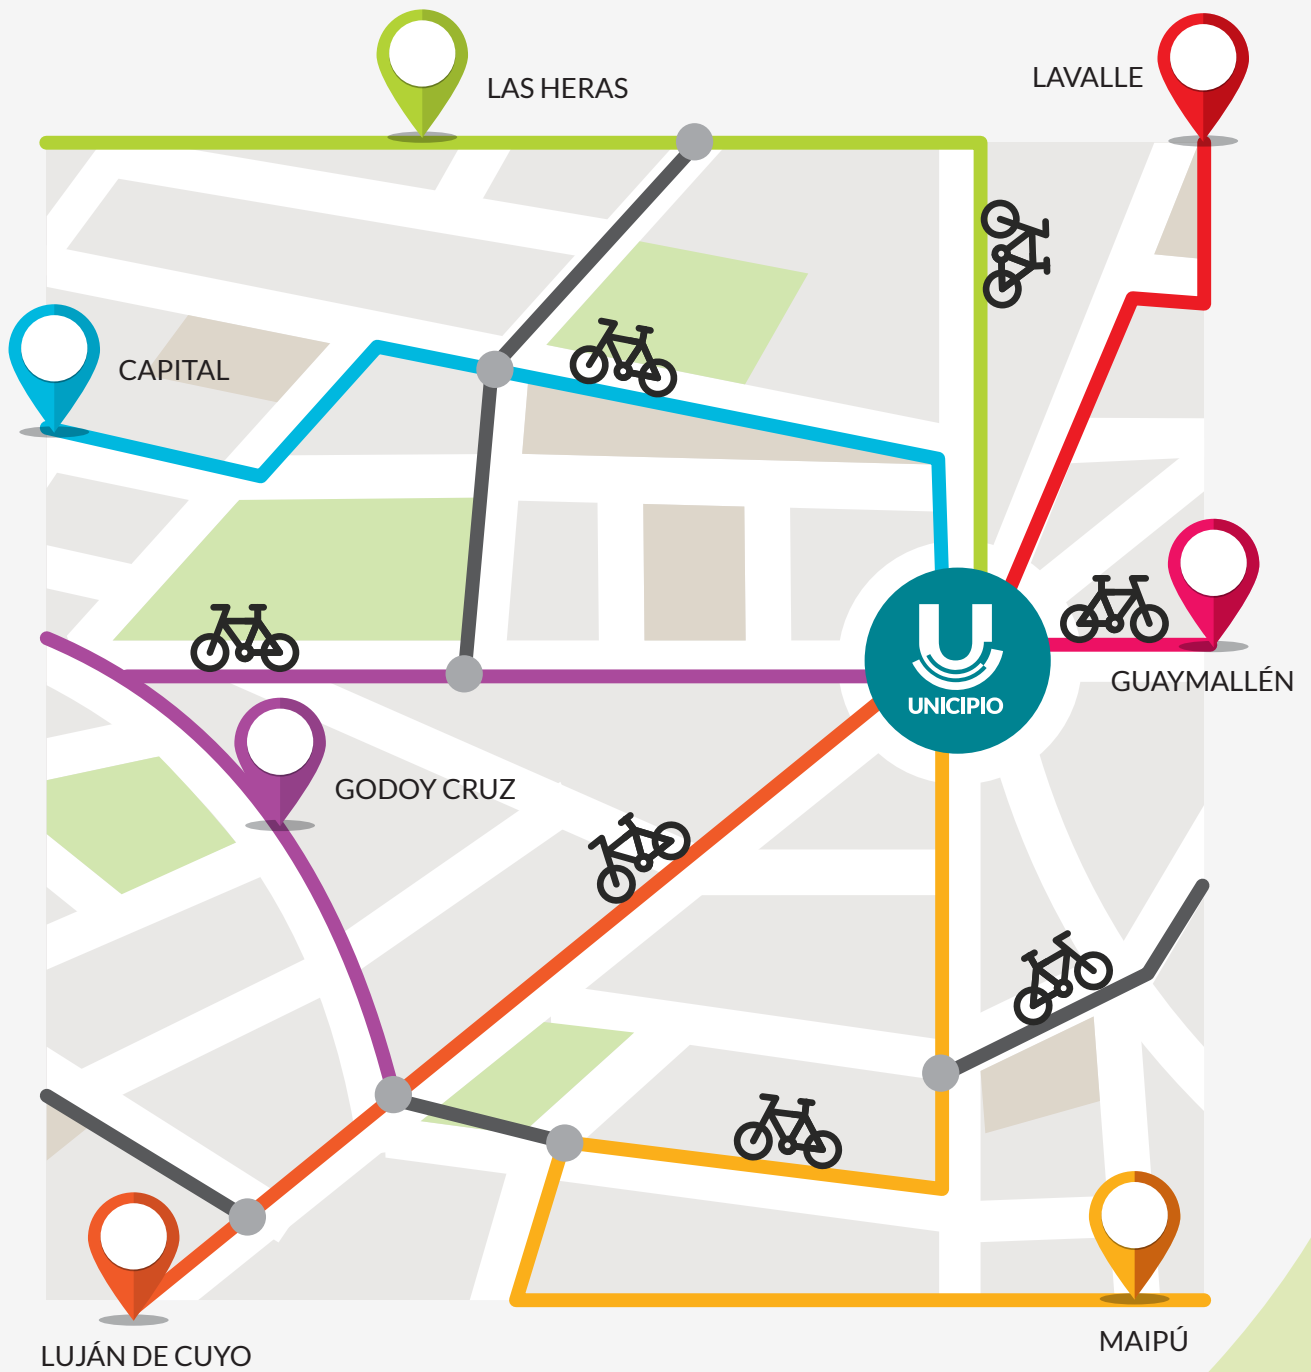 LAS HERAS
LAVALLE
CAPITAL
GUAYMALLÉN
UNICIPIO
GODOY CRUZ
MAIPÚ
LUJÁN DE CUYO